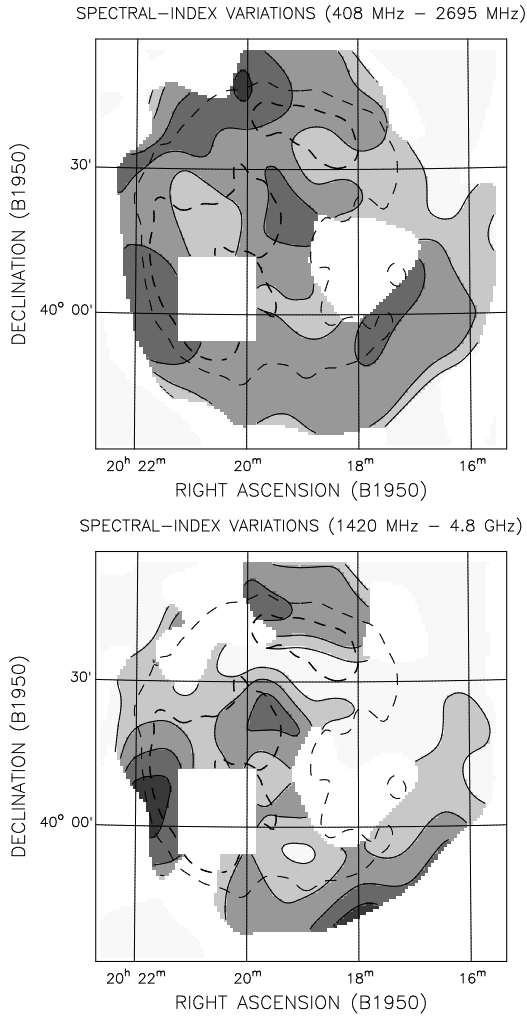 SPECTRAL–INDEX VARIATIONS (408 MHz – 2695 MHz)
DECLINATION (B1950)
30'
40° 00'
20ʰ 22ᵐ 20ᵐ 18ᵐ 16ᵐ
RIGHT ASCENSION (B1950)
SPECTRAL–INDEX VARIATIONS (1420 MHz – 4.8 GHz)
DECLINATION (B1950)
30'
40° 00'
20ʰ 22ᵐ 20ᵐ 18ᵐ 16ᵐ
RIGHT ASCENSION (B1950)